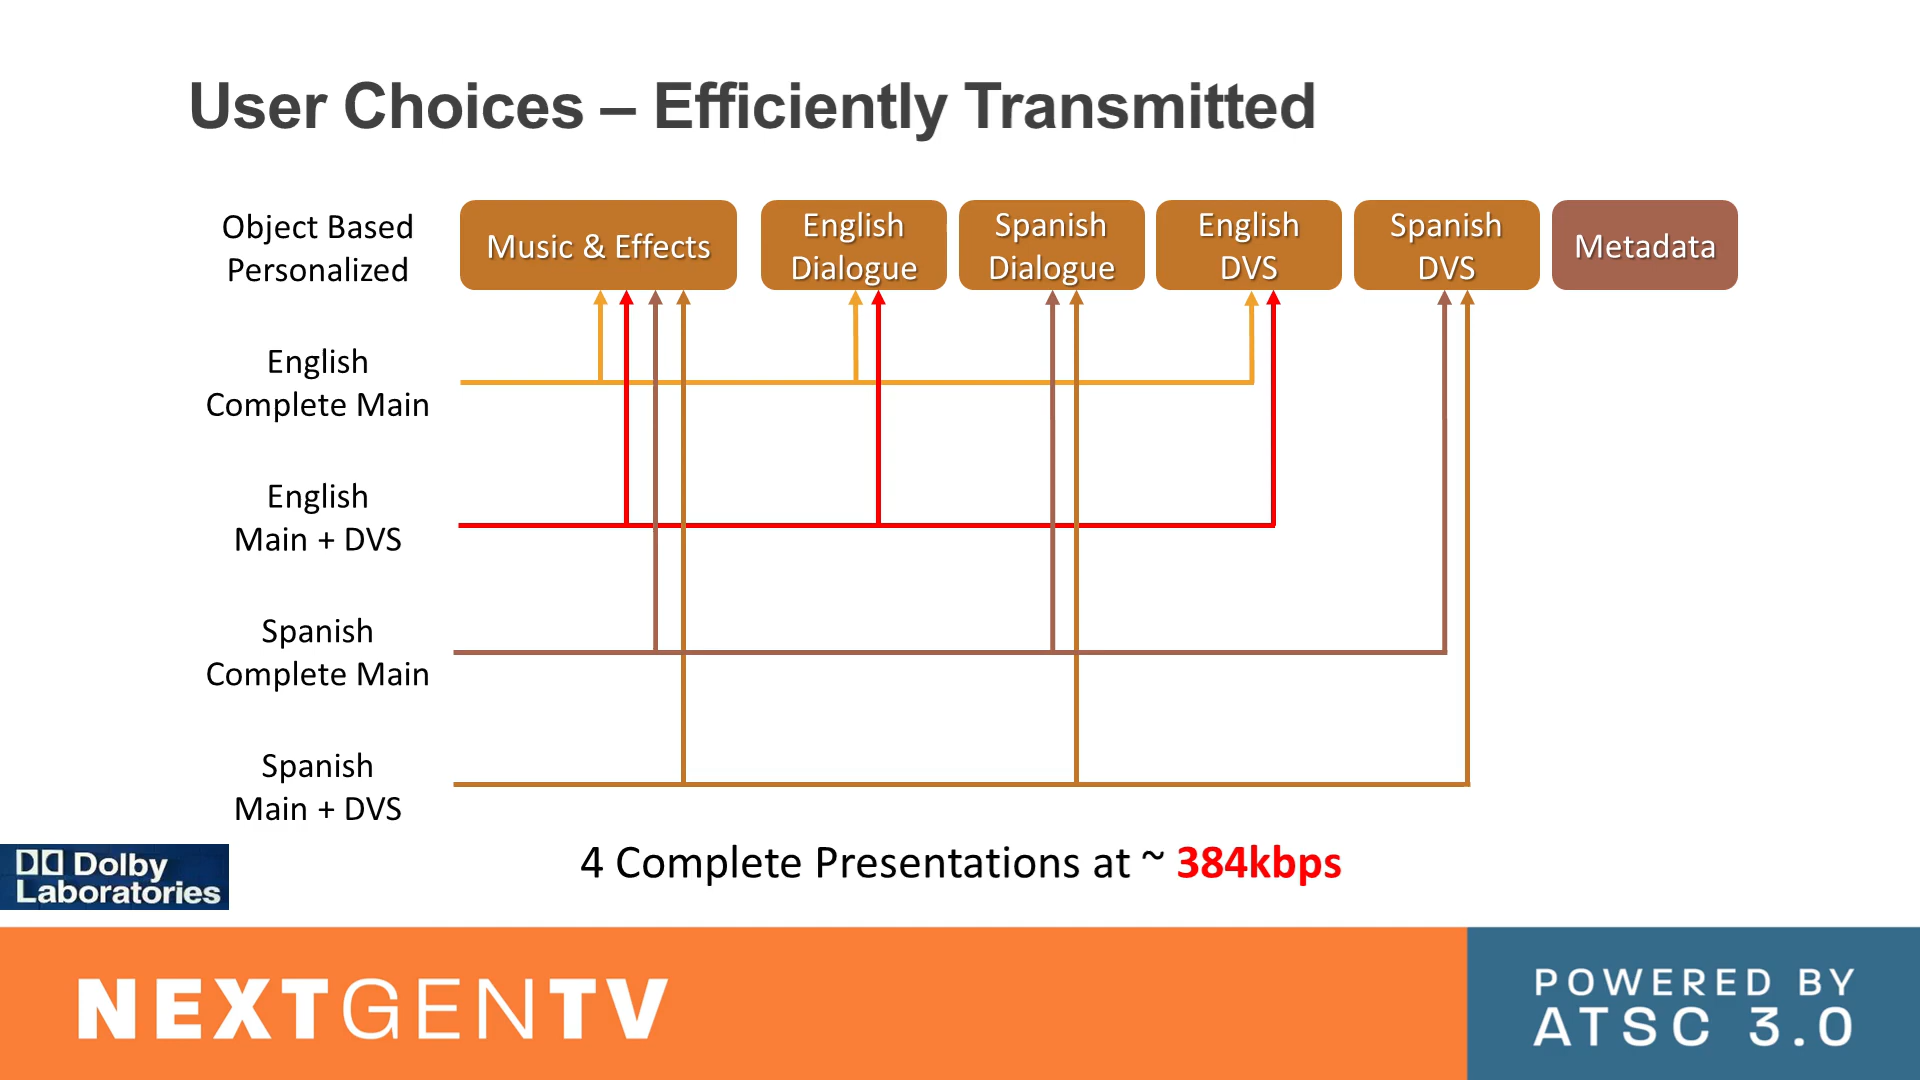 User Choices – Efficiently Transmitted
Object Based
Personalized
Music & Effects
English
Dialogue
Spanish
Dialogue
English
DVS
Spanish
DVS
Metadata
English
Complete Main
English
Main + DVS
Spanish
Complete Main
Spanish
Main + DVS
4 Complete Presentations at ~ 384kbps
Dolby
Laboratories
NEXTGENTV
POWERED BY
ATSC 3.0